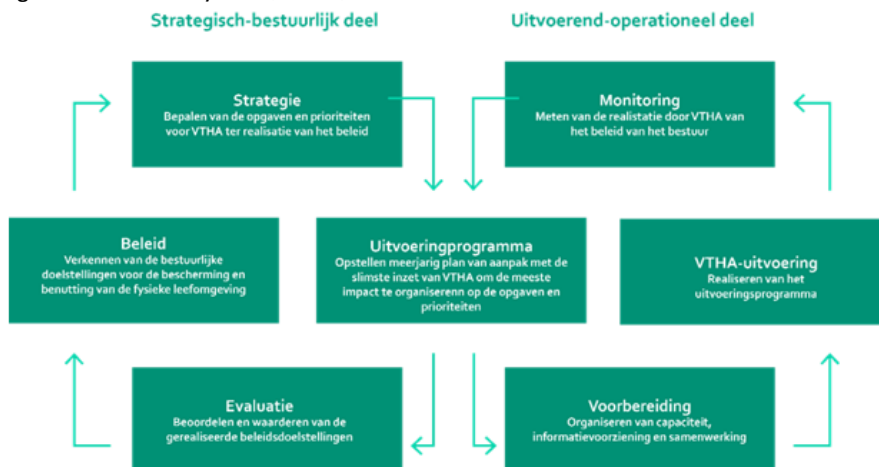 Strategisch-bestuurlijk deel
Uitvoerend-operationeel deel
Strategie
Bepalen van de opgaven en prioriteiten
voor VTHA ter realisatie van het beleid
Monitoring
Meten van de realistatie door VTHA van
het beleid van het bestuur
Beleid
Verkennen van de bestuurlijke
doelstellingen voor de bescherming en
benutting van de fysieke leefomgeving
Uitvoeringprogramma
Opstellen meerjarig plan van aanpak met de
slimste inzet van VTHA om de meeste
impact te organiserenn op de opgaven en
prioriteiten
VTHA-uitvoering
Realiseren van het
uitvoeringsprogramma
Evaluatie
Beoordelen en waarderen van de
gerealiseerde beleidsdoelstellingen
Voorbereiding
Organiseren van capaciteit,
informatievoorziening en samenwerking